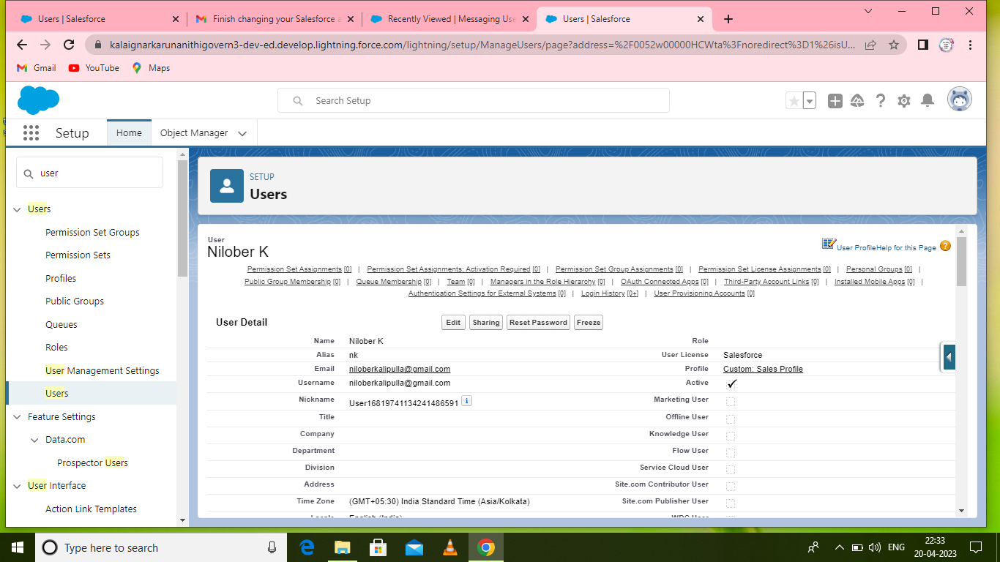 Users | Salesforce
Finish changing your Salesforce a
Recently Viewed | Messaging Use
Users | Salesforce
kalaignarkarunanithigovern3-dev-ed.develop.lightning.force.com/lightning/setup/ManageUsers/page?address=%2F0052w00000HCWta%3Fnoredirect%3D1%26isU...
Gmail YouTube Maps
Search Setup
Setup Home Object Manager
user
Users
Permission Set Groups
Permission Sets
Profiles
Public Groups
Queues
Roles
User Management Settings
Users
Feature Settings
Data.com
Prospector Users
User Interface
Action Link Templates
SETUP
Users
User
Nilober K
User Profile Help for this Page ?
Permission Set Assignments [0] | Permission Set Assignments: Activation Required [0] | Permission Set Group Assignments [0] | Permission Set License Assignments [0] | Personal Groups [0] |
Public Group Membership [0] | Queue Membership [0] | Team [0] | Managers in the Role Hierarchy [0] | OAuth Connected Apps [0] | Third-Party Account Links [0] | Installed Mobile Apps [0] |
Authentication Settings for External Systems [0] | Login History [0+] | User Provisioning Accounts [0]
User Detail Edit Sharing Reset Password Freeze
Name Nilober K Role
Alias nk User License Salesforce
Email niloberkalipulla@gmail.com Profile Custom: Sales Profile
Username niloberkalipulla@gmail.com Active ✓
Nickname User16819741134241486591 i Marketing User
Title Offline User
Company Knowledge User
Department Flow User
Division Service Cloud User
Address Site.com Contributor User
Time Zone (GMT+05:30) India Standard Time (Asia/Kolkata) Site.com Publisher User
Locale English (India) WDC User
Type here to search
ENG
22:33
20-04-2023